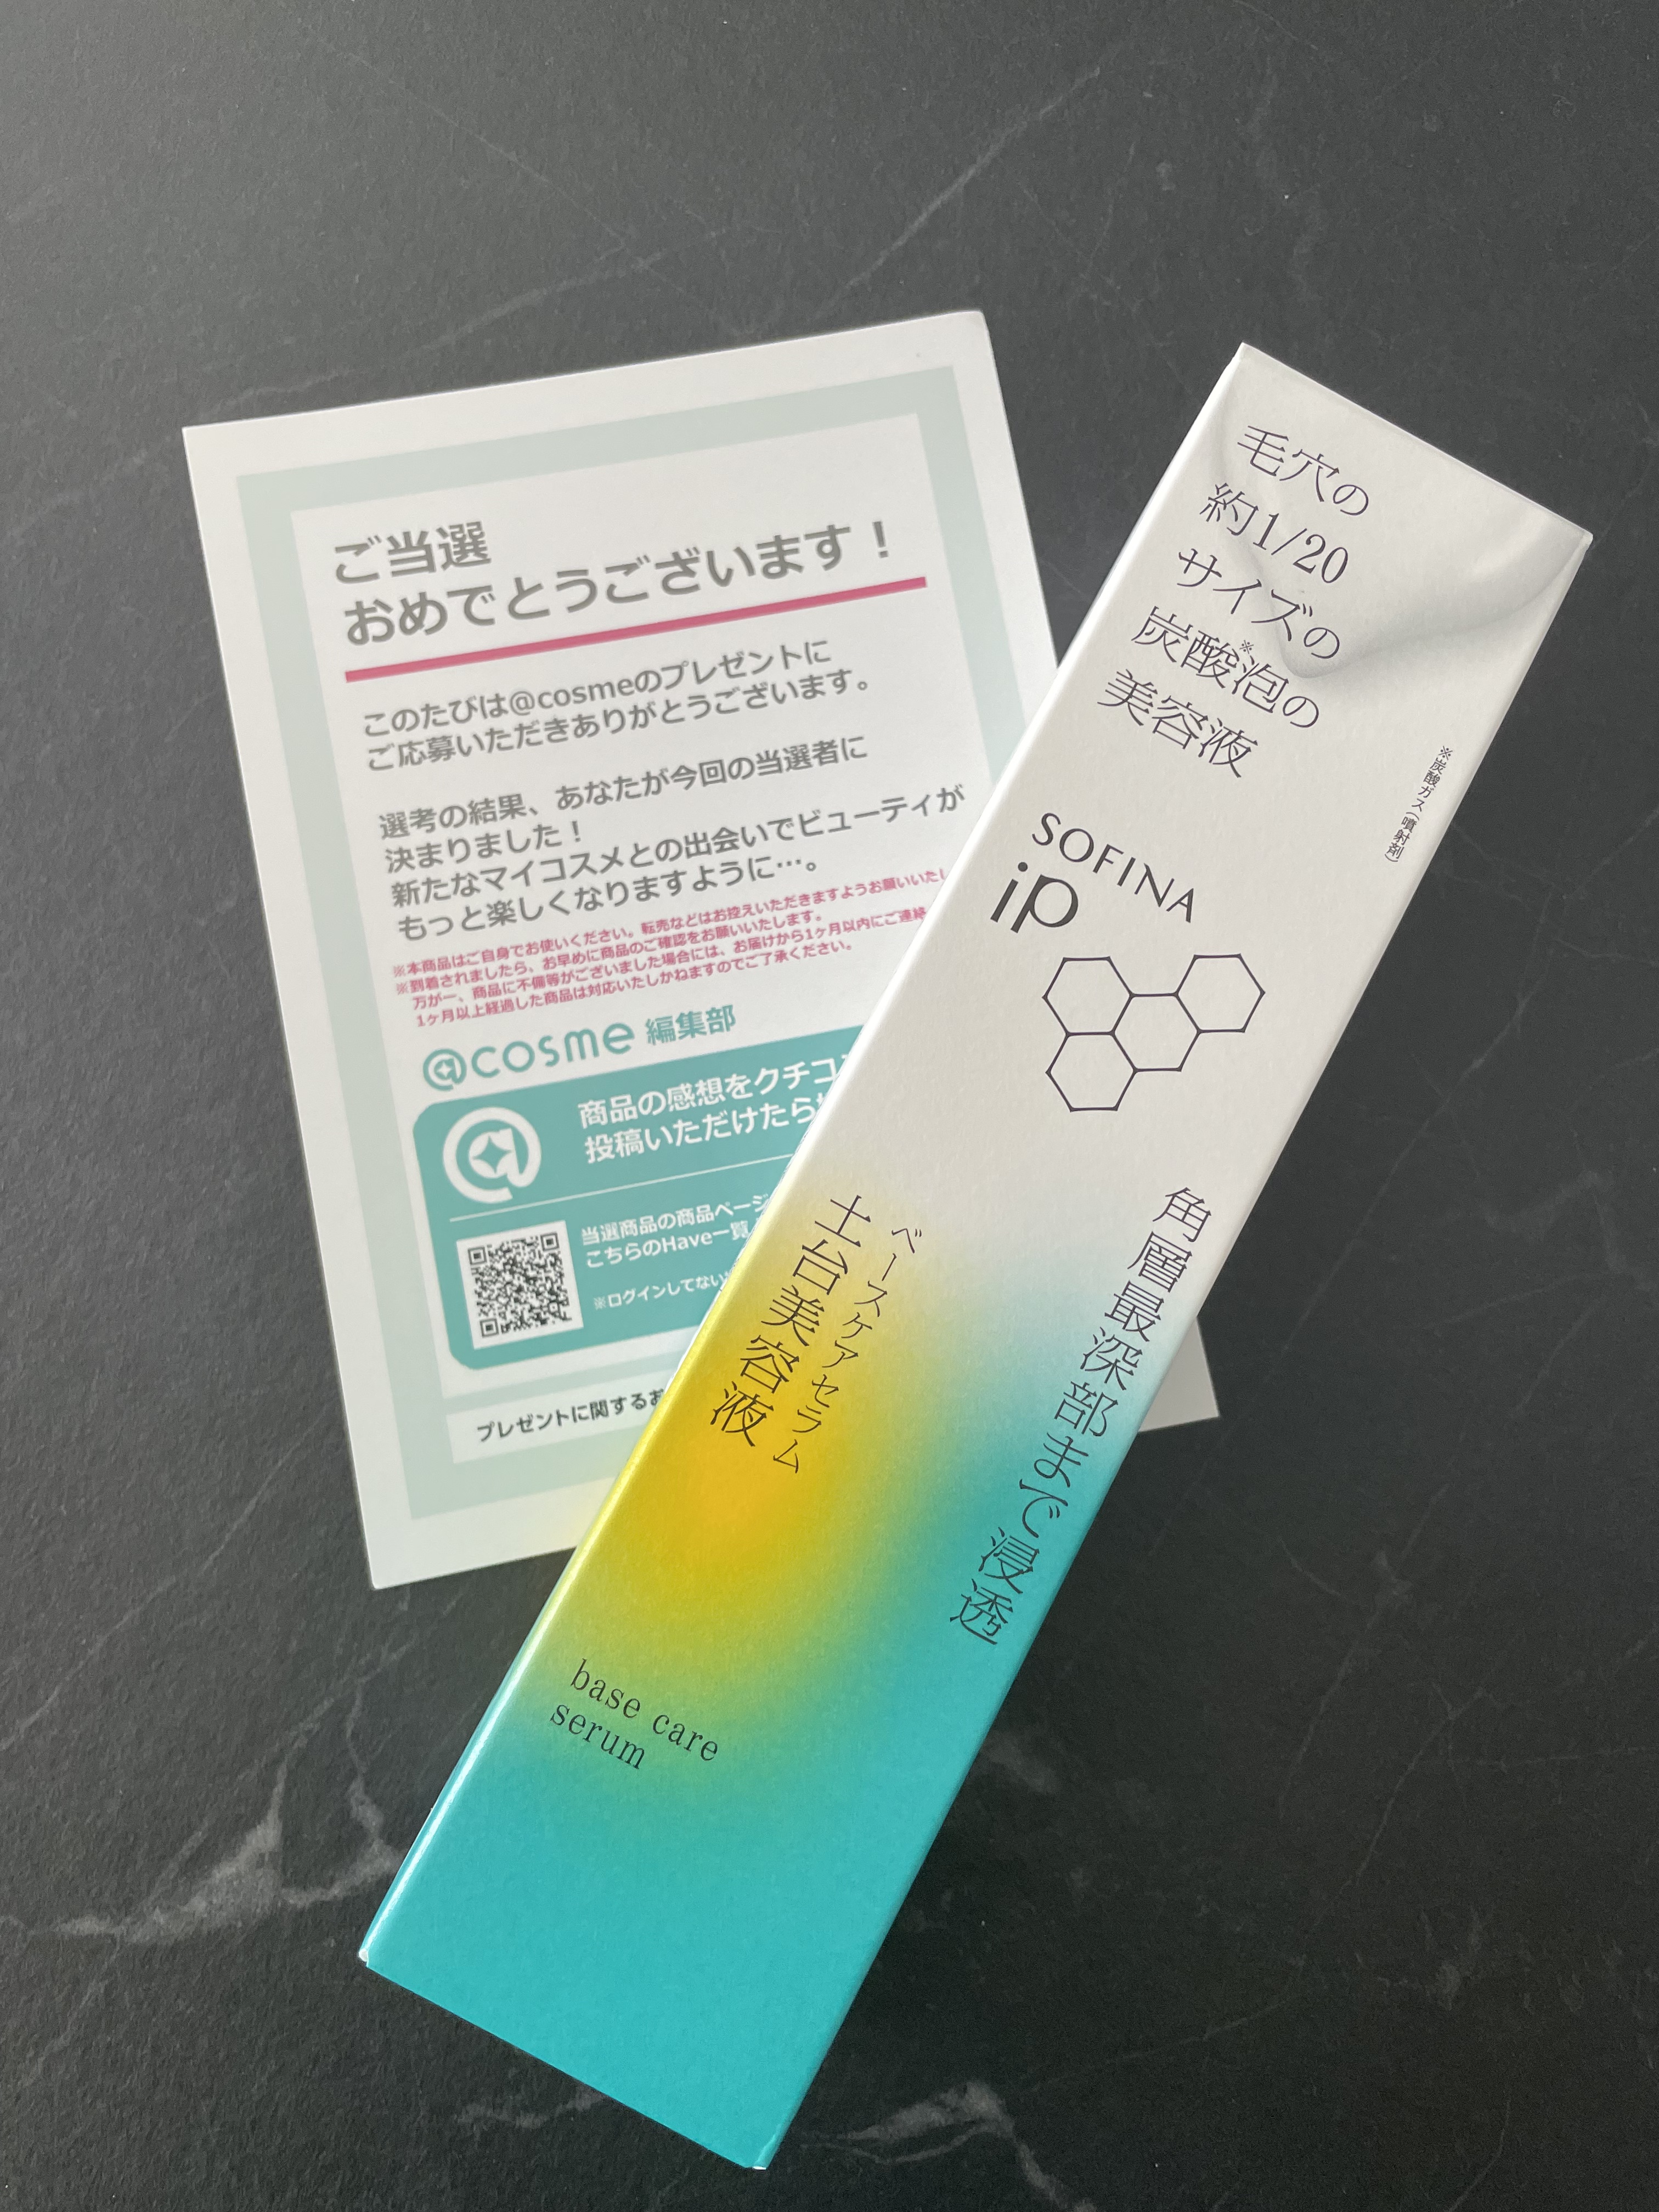 ご当選
おめでとうございます！
このたびは@cosmeのプレゼントに
ご応募いただきありがとうございます。
選考の結果、あなたが今回の当選者に
決まりました！
新たなマイコスメとの出会いでビューティが
もっと楽しくなりますように…。
※本商品はご自身でお使いください。転売などはお控えいただきますようお願いいたし
※到着されましたら、お早めに商品のご確認をお願いいたします。
万が一、商品に不備等がございました場合には、お届けから1ヶ月以内にご連絡
1ヶ月以上経過した商品は対応いたしかねますのでご了承ください。
@cosme 編集部
商品の感想をクチコ
投稿いただけたら
当選商品の商品ページ
こちらのHave一覧
※ログインしてない
プレゼントに関するお
毛穴の
約1/20
サイズの
炭酸※泡の
美容液
※炭酸ガス(噴射剤)
SOFINA
ip
角層最深部まで浸透
ベースケアセラム
土台美容液
base care
serum